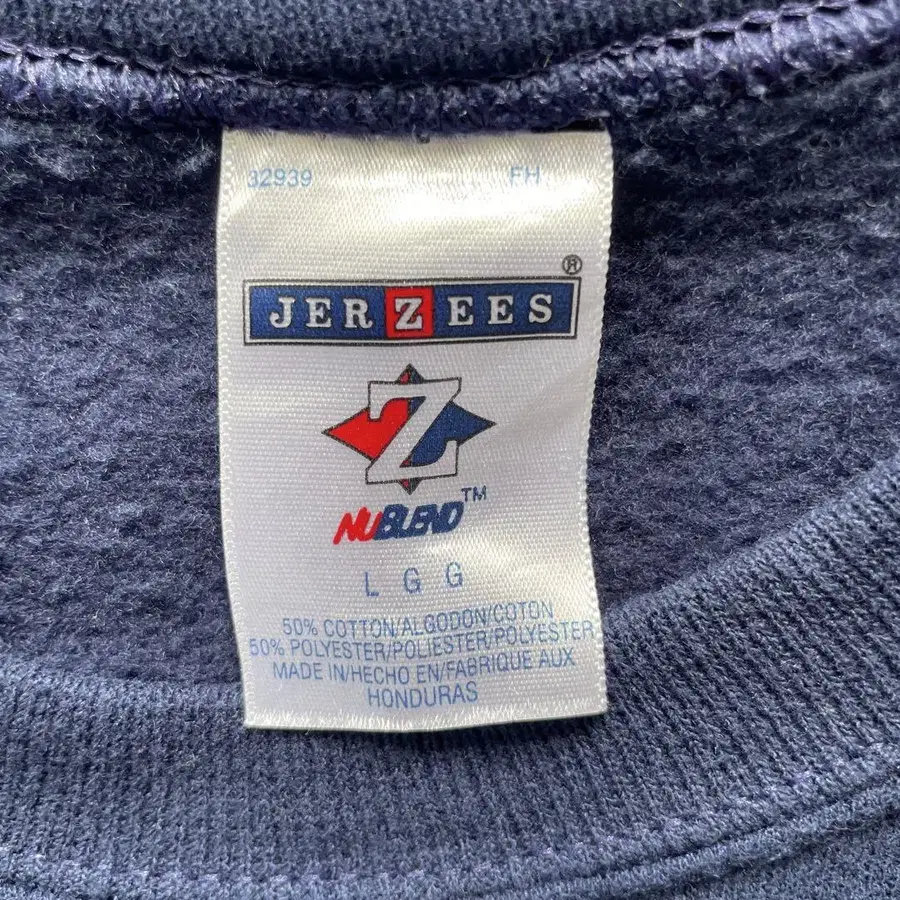 32939 FH
JERZEES®
Z
NUBLEND™
L G G
50% COTTON/ALGODON/COTON
50% POLYESTER/POLIESTER/POLYESTER
MADE IN/HECHO EN/FABRIQUE AUX
HONDURAS